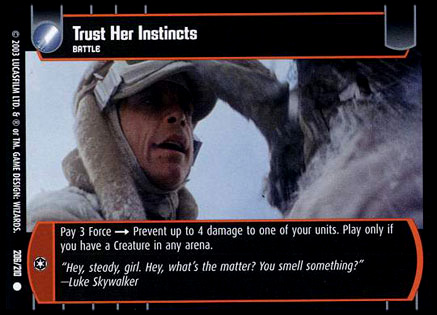 Trust Her Instincts
BATTLE
© 2003 LUCASFILM LTD. & ® or TM. GAME DESIGN: WIZARDS.
Pay 3 Force → Prevent up to 4 damage to one of your units. Play only if
you have a Creature in any arena.
"Hey, steady, girl. Hey, what's the matter? You smell something?"
—Luke Skywalker